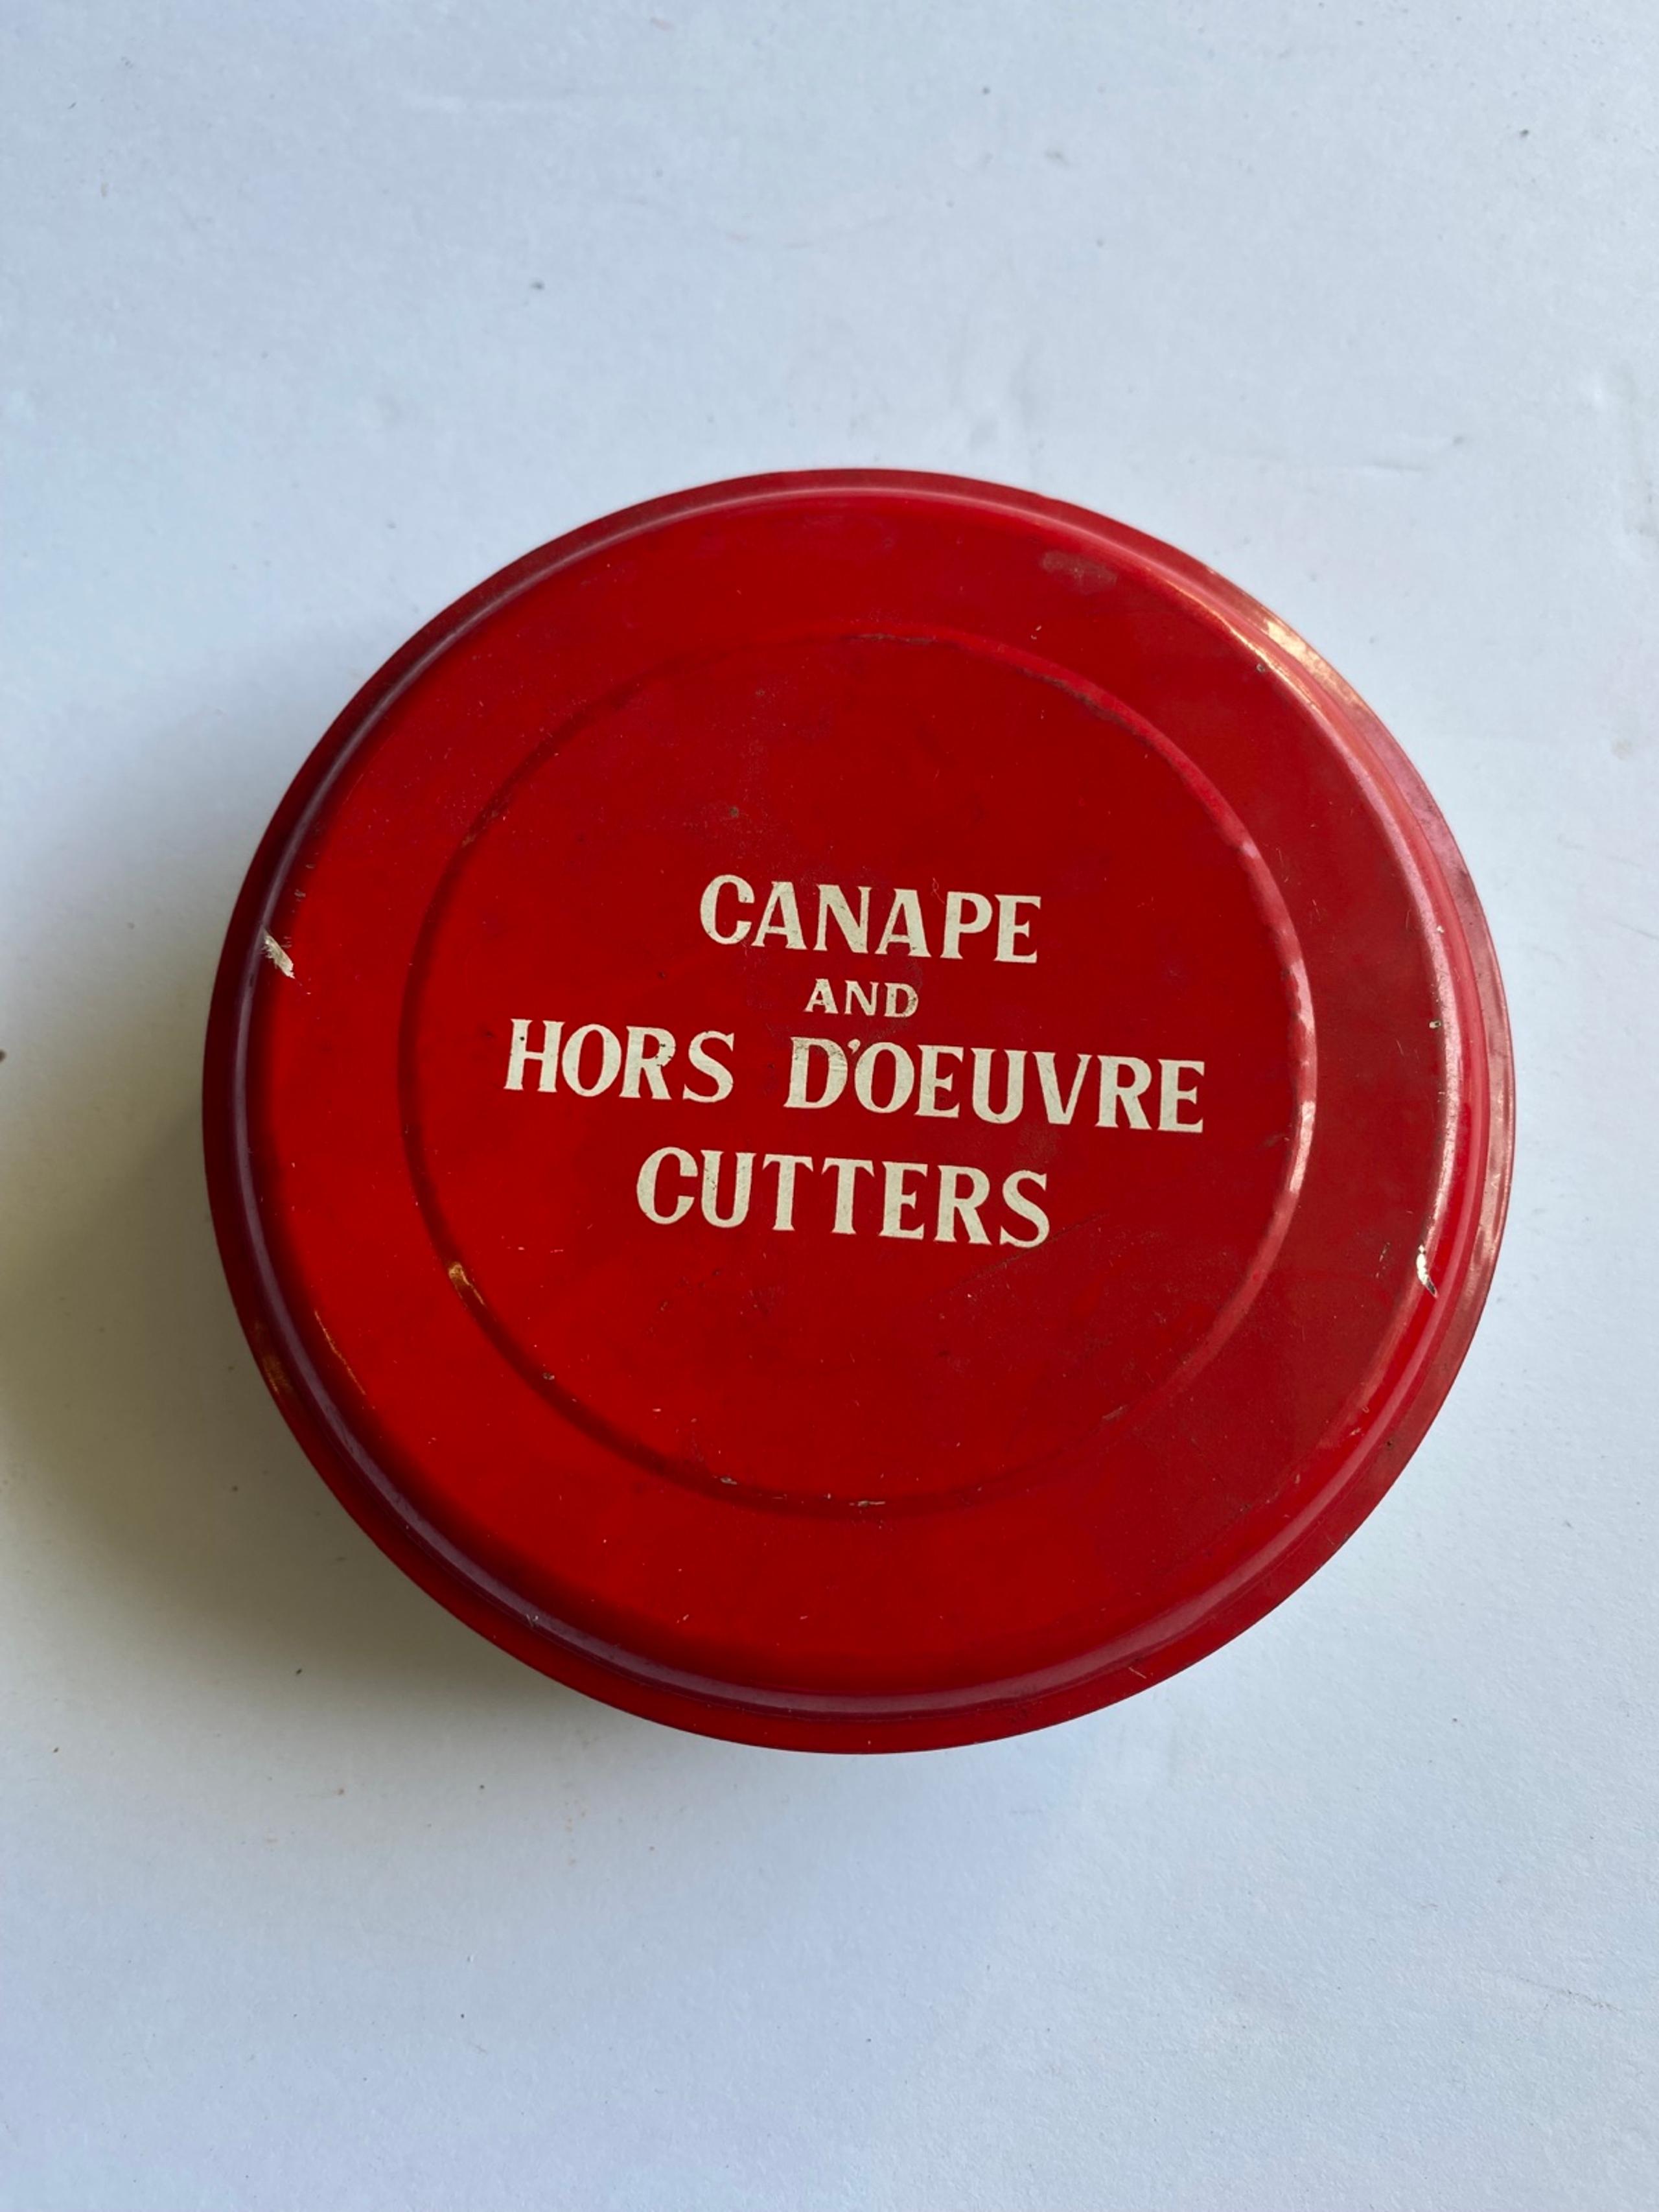 CANAPE
AND
HORS D'OEUVRE
CUTTERS